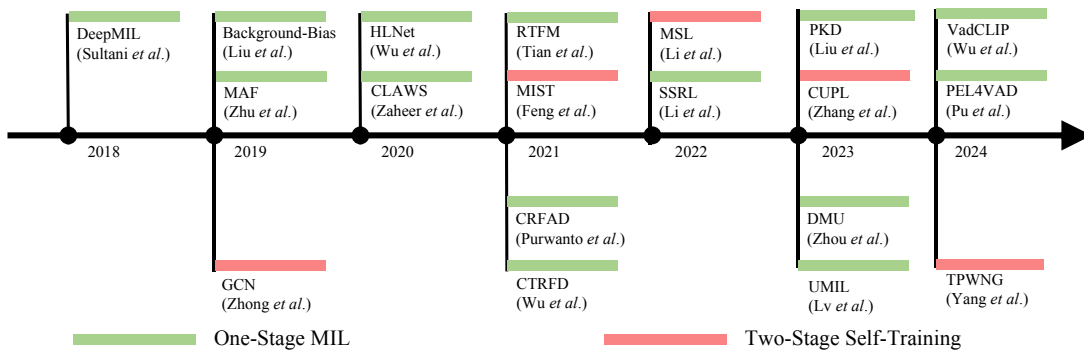 DeepMIL
(Sultani et al.)
Background-Bias
(Liu et al.)
HLNet
(Wu et al.)
RTFM
(Tian et al.)
MSL
(Li et al.)
PKD
(Liu et al.)
VadCLIP
(Wu et al.)
MAF
(Zhu et al.)
CLAWS
(Zaheer et al.)
MIST
(Feng et al.)
SSRL
(Li et al.)
CUPL
(Zhang et al.)
PEL4VAD
(Pu et al.)
2018
2019
2020
2021
2022
2023
2024
CRFAD
(Purwanto et al.)
DMU
(Zhou et al.)
GCN
(Zhong et al.)
CTRFD
(Wu et al.)
UMIL
(Lv et al.)
TPWNG
(Yang et al.)
One-Stage MIL
Two-Stage Self-Training